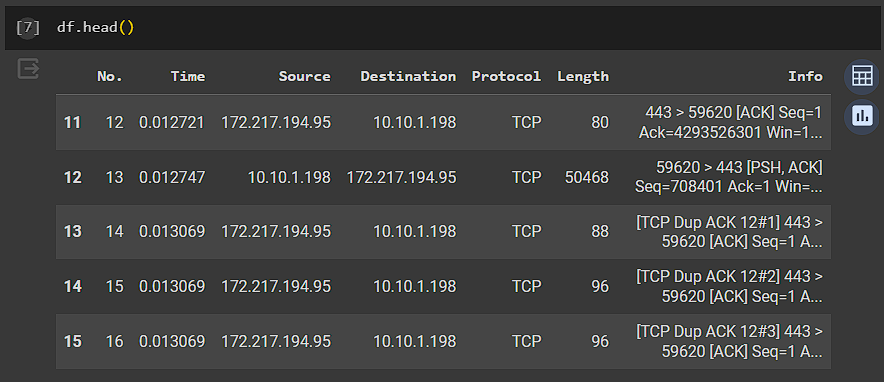 [7] df.head()
No. Time Source Destination Protocol Length Info
11 12 0.012721 172.217.194.95 10.10.1.198 TCP 80 443 > 59620 [ACK] Seq=1
Ack=4293526301 Win=1...
12 13 0.012747 10.10.1.198 172.217.194.95 TCP 50468 59620 > 443 [PSH, ACK]
Seq=708401 Ack=1 Win=...
13 14 0.013069 172.217.194.95 10.10.1.198 TCP 88 [TCP Dup ACK 12#1] 443 >
59620 [ACK] Seq=1 A...
14 15 0.013069 172.217.194.95 10.10.1.198 TCP 96 [TCP Dup ACK 12#2] 443 >
59620 [ACK] Seq=1 A...
15 16 0.013069 172.217.194.95 10.10.1.198 TCP 96 [TCP Dup ACK 12#3] 443 >
59620 [ACK] Seq=1 A...